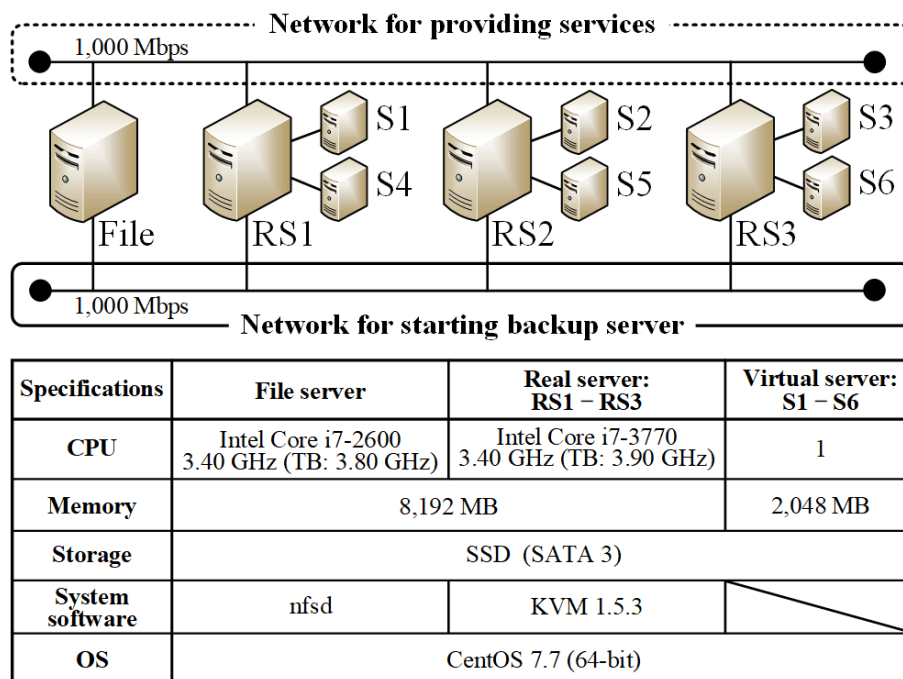 Network for providing services
1,000 Mbps
S1
S2
S3
S4
S5
S6
File
RS1
RS2
RS3
1,000 Mbps
Network for starting backup server
Specifications
File server
Real server:
RS1 − RS3
Virtual server:
S1 − S6
CPU
Intel Core i7-2600
3.40 GHz (TB: 3.80 GHz)
Intel Core i7-3770
3.40 GHz (TB: 3.90 GHz)
1
Memory
8,192 MB
2,048 MB
Storage
SSD (SATA 3)
System
software
nfsd
KVM 1.5.3
OS
CentOS 7.7 (64-bit)